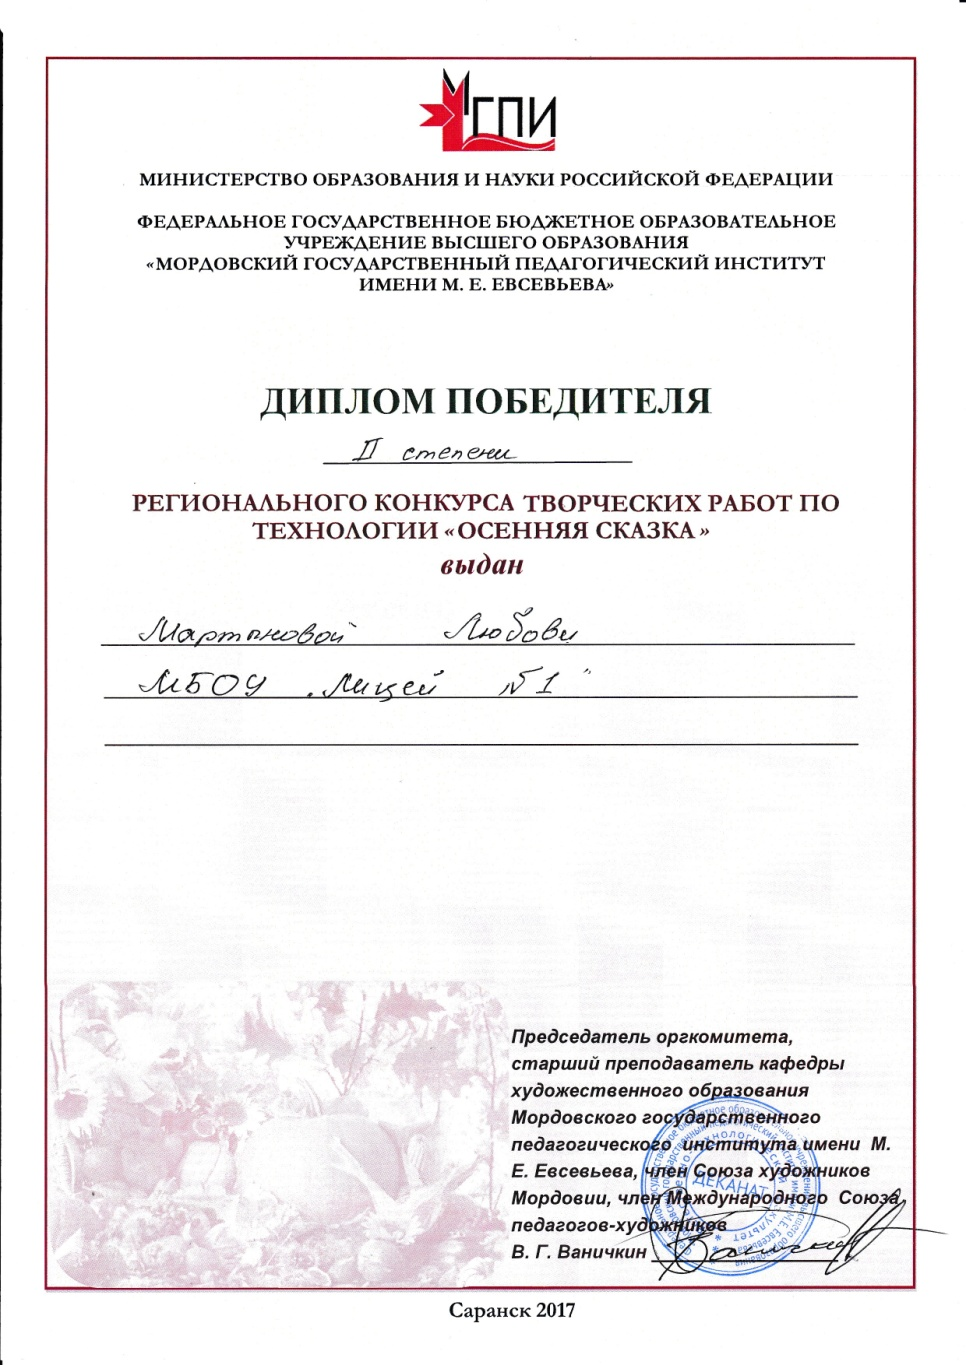 МГПИ
МИНИСТЕРСТВО ОБРАЗОВАНИЯ И НАУКИ РОССИЙСКОЙ ФЕДЕРАЦИИ
ФЕДЕРАЛЬНОЕ ГОСУДАРСТВЕННОЕ БЮДЖЕТНОЕ ОБРАЗОВАТЕЛЬНОЕ
УЧРЕЖДЕНИЕ ВЫСШЕГО ОБРАЗОВАНИЯ
«МОРДОВСКИЙ ГОСУДАРСТВЕННЫЙ ПЕДАГОГИЧЕСКИЙ ИНСТИТУТ
ИМЕНИ М. Е. ЕВСЕВЬЕВА»
ДИПЛОМ ПОБЕДИТЕЛЯ
II степени
РЕГИОНАЛЬНОГО КОНКУРСА ТВОРЧЕСКИХ РАБОТ ПО
ТЕХНОЛОГИИ «ОСЕННЯЯ СКАЗКА»
выдан
Мартыновой Любови
МБОУ „Лицей №1"
Председатель оргкомитета,
старший преподаватель кафедры
художественного образования
Мордовского государственного
педагогического института имени М.
Е. Евсевьева, член Союза художников
Мордовии, член Международного Союза
педагогов-художников
В. Г. Ваничкин
ДЕКАНАТ
Саранск 2017